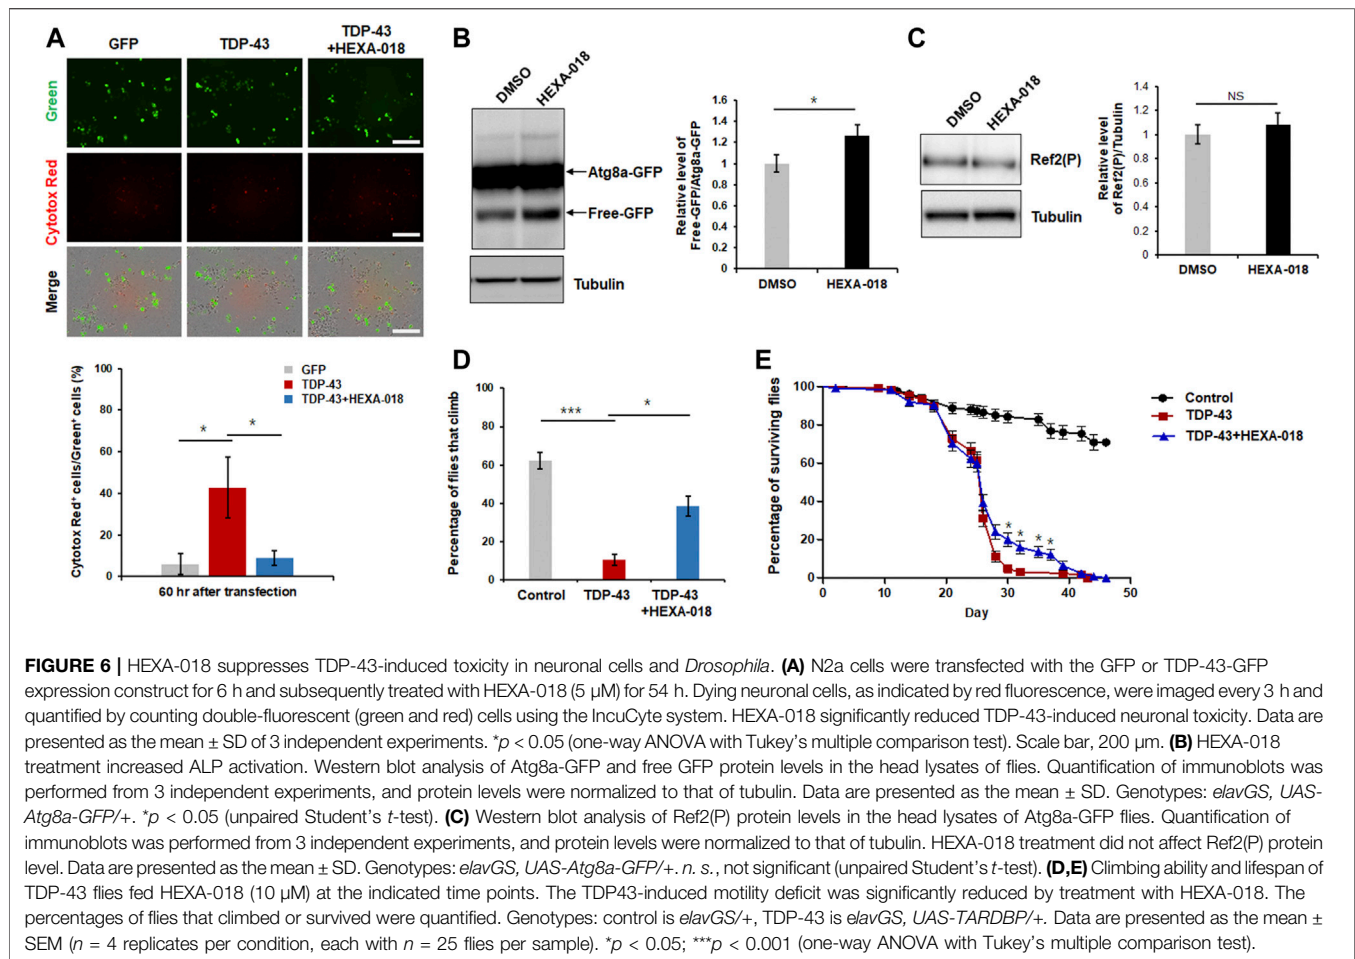 A
GFP
TDP-43
TDP-43
+HEXA-018
Green
Cytotox Red
Merge
Cytotox Red⁺ cells/Green⁺ cells (%)
100
80
60
40
20
0
GFP
TDP-43
TDP-43+HEXA-018
*
*
60 hr after transfection
B
DMSO
HEXA-018
Atg8a-GFP
Free-GFP
Tubulin
Relative level of
Free-GFP/Atg8a-GFP
1.6
1.4
1.2
1
0.8
0.6
0.4
0.2
0
*
DMSO
HEXA-018
C
DMSO
HEXA-018
Ref2(P)
Tubulin
Relative level
of Ref2(P)/Tubulin
1.4
1.2
1
0.8
0.6
0.4
0.2
0
NS
DMSO
HEXA-018
D
Percentage of flies that climb
100
80
60
40
20
0
***
*
Control
TDP-43
TDP-43
+HEXA-018
E
Percentage of surviving flies
100
80
60
40
20
0
* * * *
Control
TDP-43
TDP-43+HEXA-018
0 10 20 30 40 50
Day
FIGURE 6 | HEXA-018 suppresses TDP-43-induced toxicity in neuronal cells and Drosophila. (A) N2a cells were transfected with the GFP or TDP-43-GFP
expression construct for 6 h and subsequently treated with HEXA-018 (5 µM) for 54 h. Dying neuronal cells, as indicated by red fluorescence, were imaged every 3 h and
quantified by counting double-fluorescent (green and red) cells using the IncuCyte system. HEXA-018 significantly reduced TDP-43-induced neuronal toxicity. Data are
presented as the mean ± SD of 3 independent experiments. *p < 0.05 (one-way ANOVA with Tukey's multiple comparison test). Scale bar, 200 µm. (B) HEXA-018
treatment increased ALP activation. Western blot analysis of Atg8a-GFP and free GFP protein levels in the head lysates of flies. Quantification of immunoblots was
performed from 3 independent experiments, and protein levels were normalized to that of tubulin. Data are presented as the mean ± SD. Genotypes: elavGS, UAS-
Atg8a-GFP/+. *p < 0.05 (unpaired Student's t-test). (C) Western blot analysis of Ref2(P) protein levels in the head lysates of Atg8a-GFP flies. Quantification of
immunoblots was performed from 3 independent experiments, and protein levels were normalized to that of tubulin. HEXA-018 treatment did not affect Ref2(P) protein
level. Data are presented as the mean ± SD. Genotypes: elavGS, UAS-Atg8a-GFP/+. n. s., not significant (unpaired Student's t-test). (D,E) Climbing ability and lifespan of
TDP-43 flies fed HEXA-018 (10 µM) at the indicated time points. The TDP43-induced motility deficit was significantly reduced by treatment with HEXA-018. The
percentages of flies that climbed or survived were quantified. Genotypes: control is elavGS/+, TDP-43 is elavGS, UAS-TARDBP/+. Data are presented as the mean ±
SEM (n = 4 replicates per condition, each with n = 25 flies per sample). *p < 0.05; ***p < 0.001 (one-way ANOVA with Tukey's multiple comparison test).